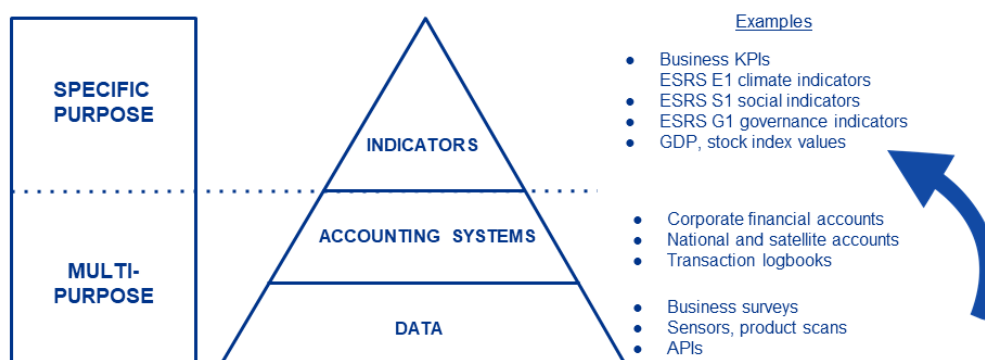 Examples
SPECIFIC
PURPOSE
INDICATORS
● Business KPIs
ESRS E1 climate indicators
● ESRS S1 social indicators
● ESRS G1 governance indicators
● GDP, stock index values
MULTI-
PURPOSE
ACCOUNTING SYSTEMS
● Corporate financial accounts
● National and satellite accounts
● Transaction logbooks
DATA
● Business surveys
● Sensors, product scans
● APIs